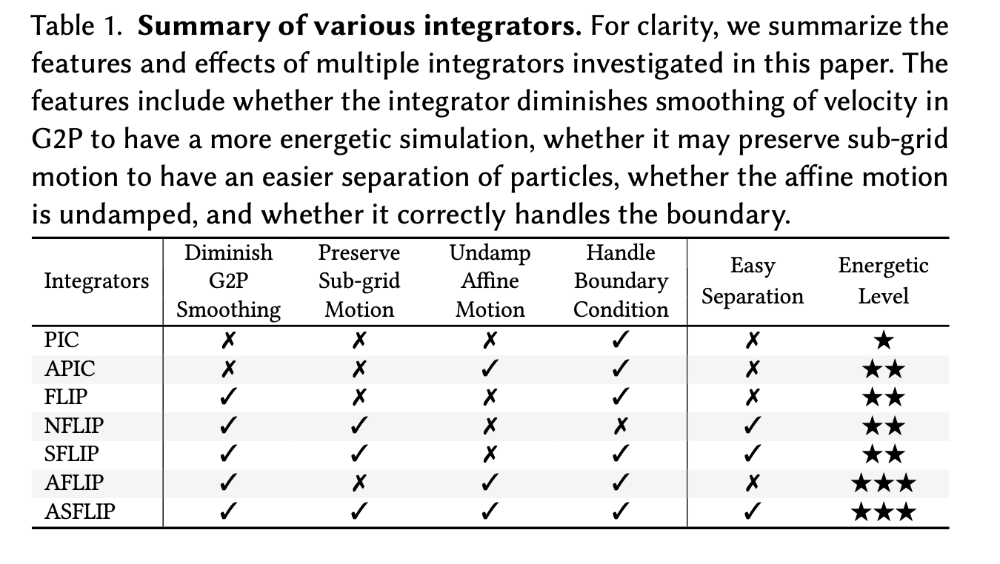 Table 1. Summary of various integrators. For clarity, we summarize the
features and effects of multiple integrators investigated in this paper. The
features include whether the integrator diminishes smoothing of velocity in
G2P to have a more energetic simulation, whether it may preserve sub-grid
motion to have an easier separation of particles, whether the affine motion
is undamped, and whether it correctly handles the boundary.
Integrators Diminish G2P Smoothing Preserve Sub-grid Motion Undamp Affine Motion Handle Boundary Condition Easy Separation Energetic Level
PIC ✗ ✗ ✗ ✓ ✗ ★
APIC ✗ ✗ ✓ ✓ ✗ ★★
FLIP ✓ ✗ ✗ ✓ ✗ ★★
NFLIP ✓ ✓ ✗ ✗ ✓ ★★
SFLIP ✓ ✓ ✗ ✓ ✓ ★★
AFLIP ✓ ✗ ✓ ✓ ✗ ★★★
ASFLIP ✓ ✓ ✓ ✓ ✓ ★★★